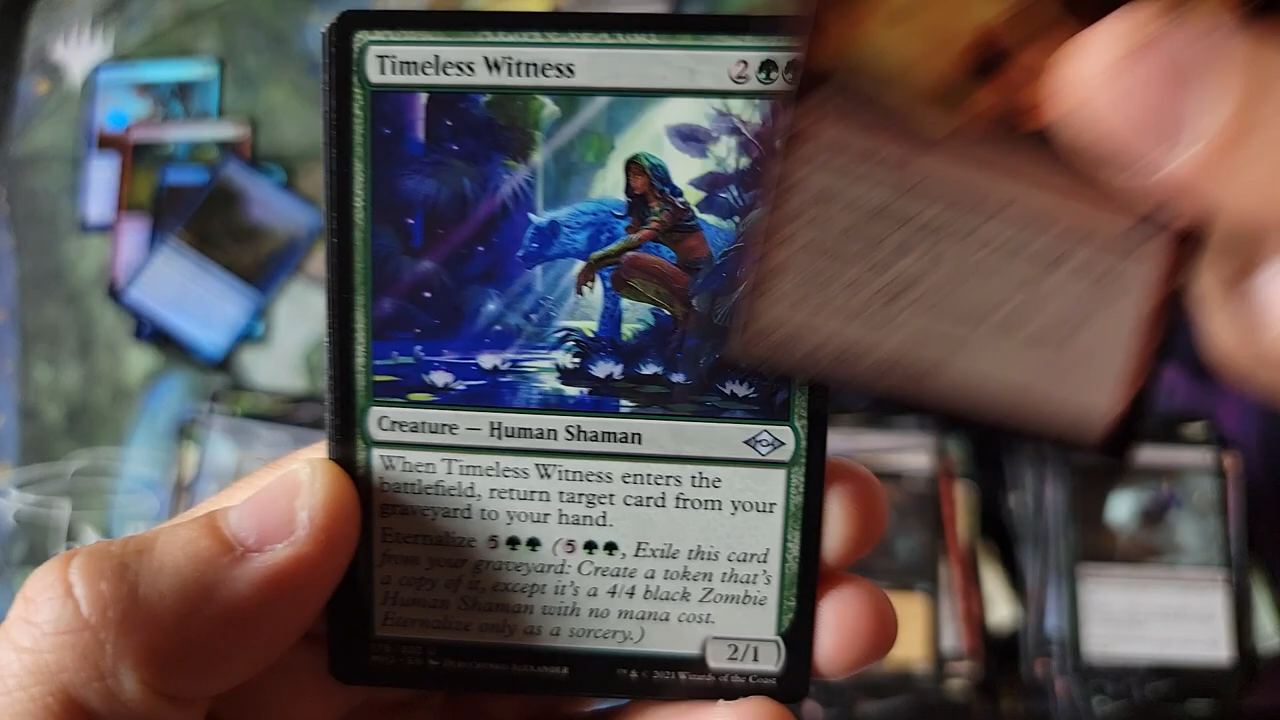 Timeless Witness 2
Creature — Human Shaman
When Timeless Witness enters the
battlefield, return target card from your
graveyard to your hand.
Eternalize 5 (5, Exile this card
from your graveyard: Create a token that's
a copy of it, except it's a 4/4 black Zombie
Human Shaman with no mana cost.
Eternalize only as a sorcery.)
2/1
™ & © 2021 Wizards of the Coast